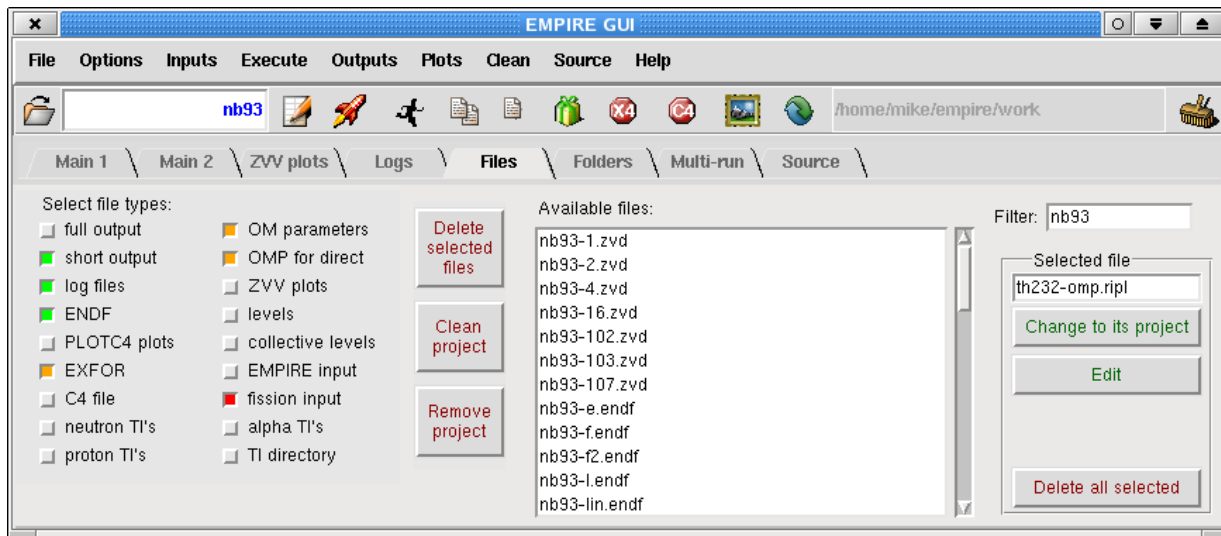 EMPIRE GUI
File Options Inputs Execute Outputs Plots Clean Source Help
nb93 X4 C4 /home/mike/empire/work
Main 1 Main 2 ZVV plots Logs Files Folders Multi-run Source
Select file types:
full output
short output
log files
ENDF
PLOTC4 plots
EXFOR
C4 file
neutron Tl's
proton Tl's
OM parameters
OMP for direct
ZVV plots
levels
collective levels
EMPIRE input
fission input
alpha Tl's
Tl directory
Delete
selected
files
Clean
project
Remove
project
Available files:
nb93-1.zvd
nb93-2.zvd
nb93-4.zvd
nb93-16.zvd
nb93-102.zvd
nb93-103.zvd
nb93-107.zvd
nb93-e.endf
nb93-f.endf
nb93-f2.endf
nb93-l.endf
nb93-lin.endf
Filter: nb93
Selected file
th232-omp.ripl
Change to its project
Edit
Delete all selected